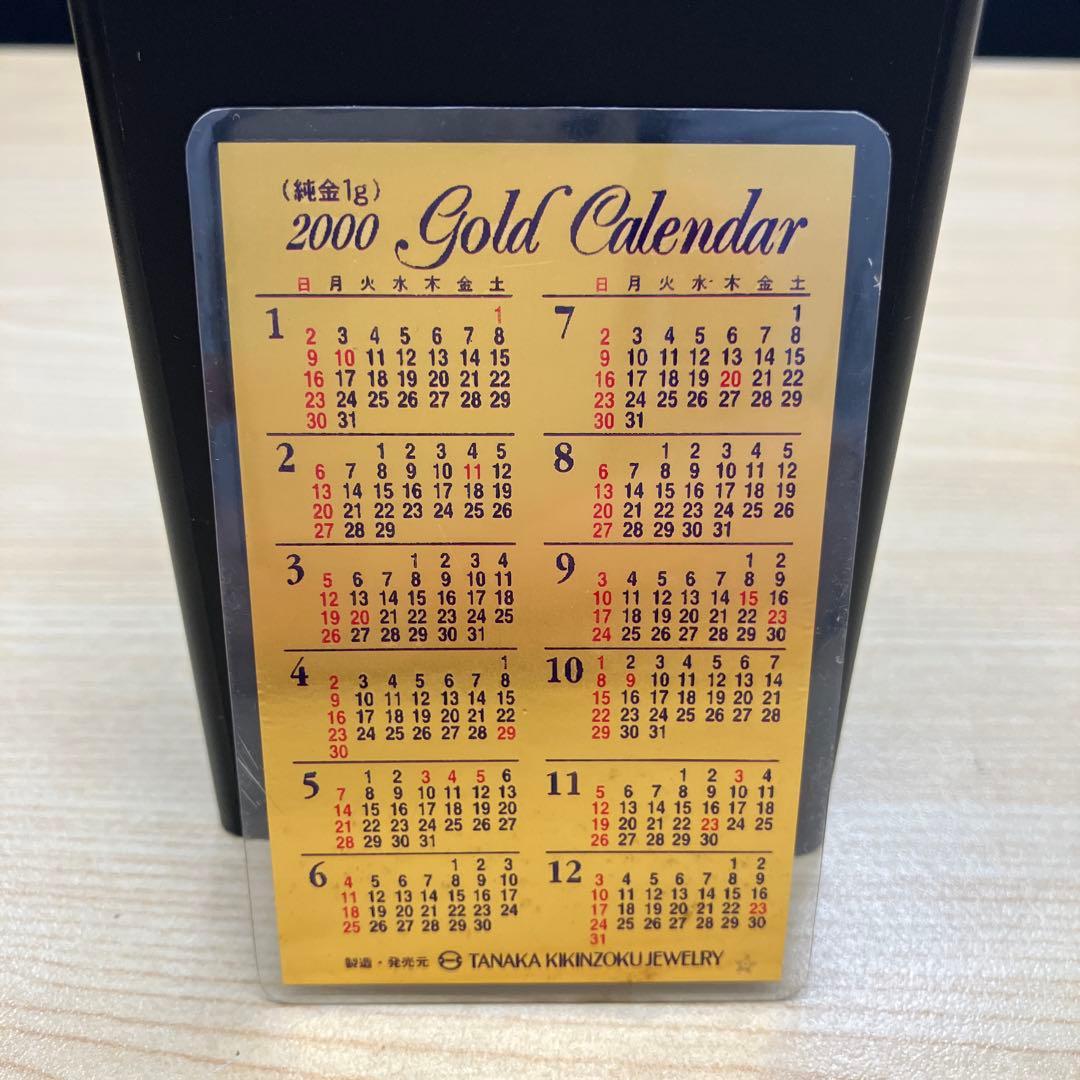 (純金1g)
2000 Gold Calendar
日 月 火 水 木 金 土
1
1
2 3 4 5 6 7 8
9 10 11 12 13 14 15
16 17 18 19 20 21 22
23 24 25 26 27 28 29
30 31
2
1 2 3 4 5
6 7 8 9 10 11 12
13 14 15 16 17 18 19
20 21 22 23 24 25 26
27 28 29
3
1 2 3 4
5 6 7 8 9 10 11
12 13 14 15 16 17 18
19 20 21 22 23 24 25
26 27 28 29 30 31
4
1
2 3 4 5 6 7 8
9 10 11 12 13 14 15
16 17 18 19 20 21 22
23 24 25 26 27 28 29
30
5
1 2 3 4 5 6
7 8 9 10 11 12 13
14 15 16 17 18 19 20
21 22 23 24 25 26 27
28 29 30 31
6
1 2 3
4 5 6 7 8 9 10
11 12 13 14 15 16 17
18 19 20 21 22 23 24
25 26 27 28 29 30
日 月 火 水 木 金 土
7
1
2 3 4 5 6 7 8
9 10 11 12 13 14 15
16 17 18 19 20 21 22
23 24 25 26 27 28 29
30 31
8
1 2 3 4 5
6 7 8 9 10 11 12
13 14 15 16 17 18 19
20 21 22 23 24 25 26
27 28 29 30 31
9
1 2
3 4 5 6 7 8 9
10 11 12 13 14 15 16
17 18 19 20 21 22 23
24 25 26 27 28 29 30
10
1 2 3 4 5 6 7
8 9 10 11 12 13 14
15 16 17 18 19 20 21
22 23 24 25 26 27 28
29 30 31
11
1 2 3 4
5 6 7 8 9 10 11
12 13 14 15 16 17 18
19 20 21 22 23 24 25
26 27 28 29 30
12
1 2
3 4 5 6 7 8 9
10 11 12 13 14 15 16
17 18 19 20 21 22 23
24 25 26 27 28 29 30
31
製造・発売元 TANAKA KIKINZOKU JEWELRY